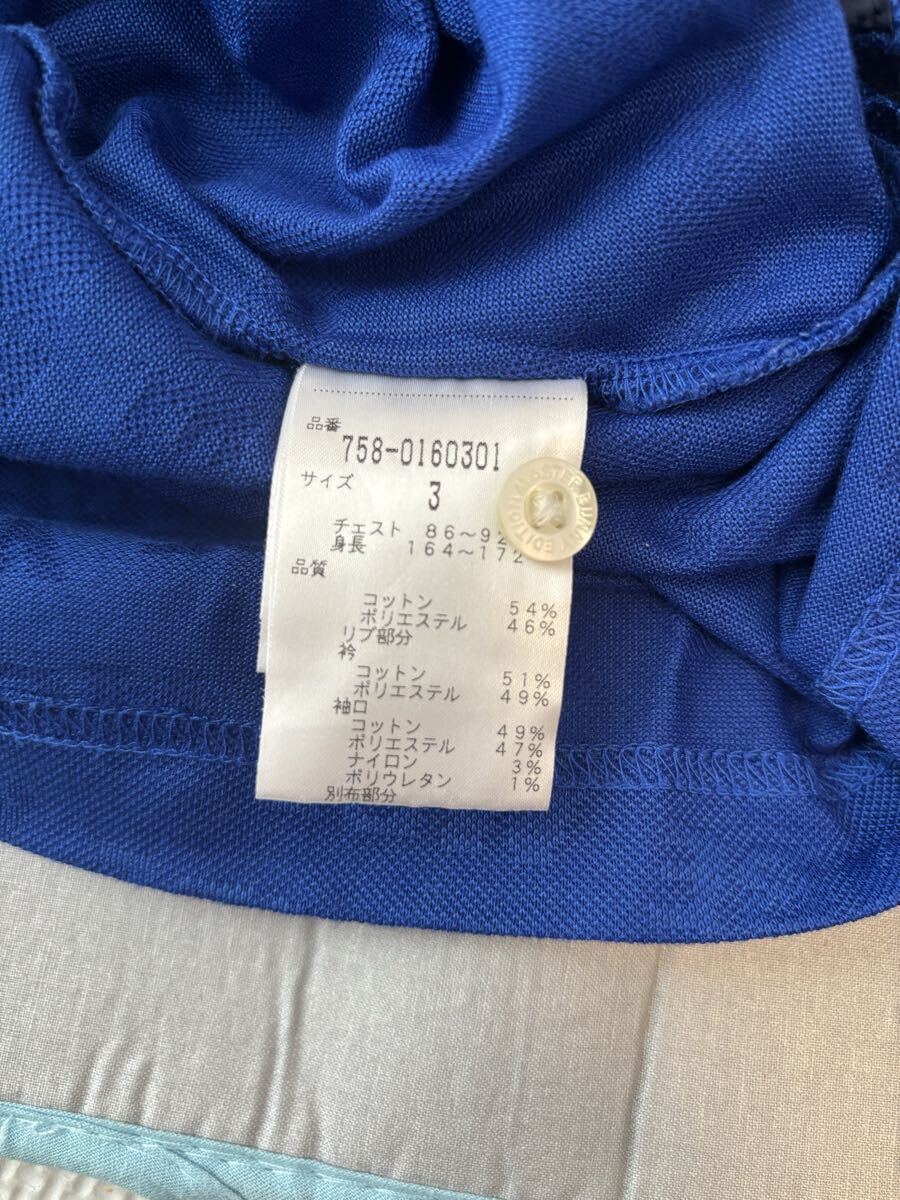 品番
758-0160301
サイズ
3
チェスト 86～92
身長 164～172
品質
コットン 54%
ポリエステル 46%
リブ部分
衿
コットン 51%
ポリエステル 49%
袖口
コットン 49%
ポリエステル 47%
ナイロン 3%
ポリウレタン 1%
別布部分
MASTER BUNNY EDITION